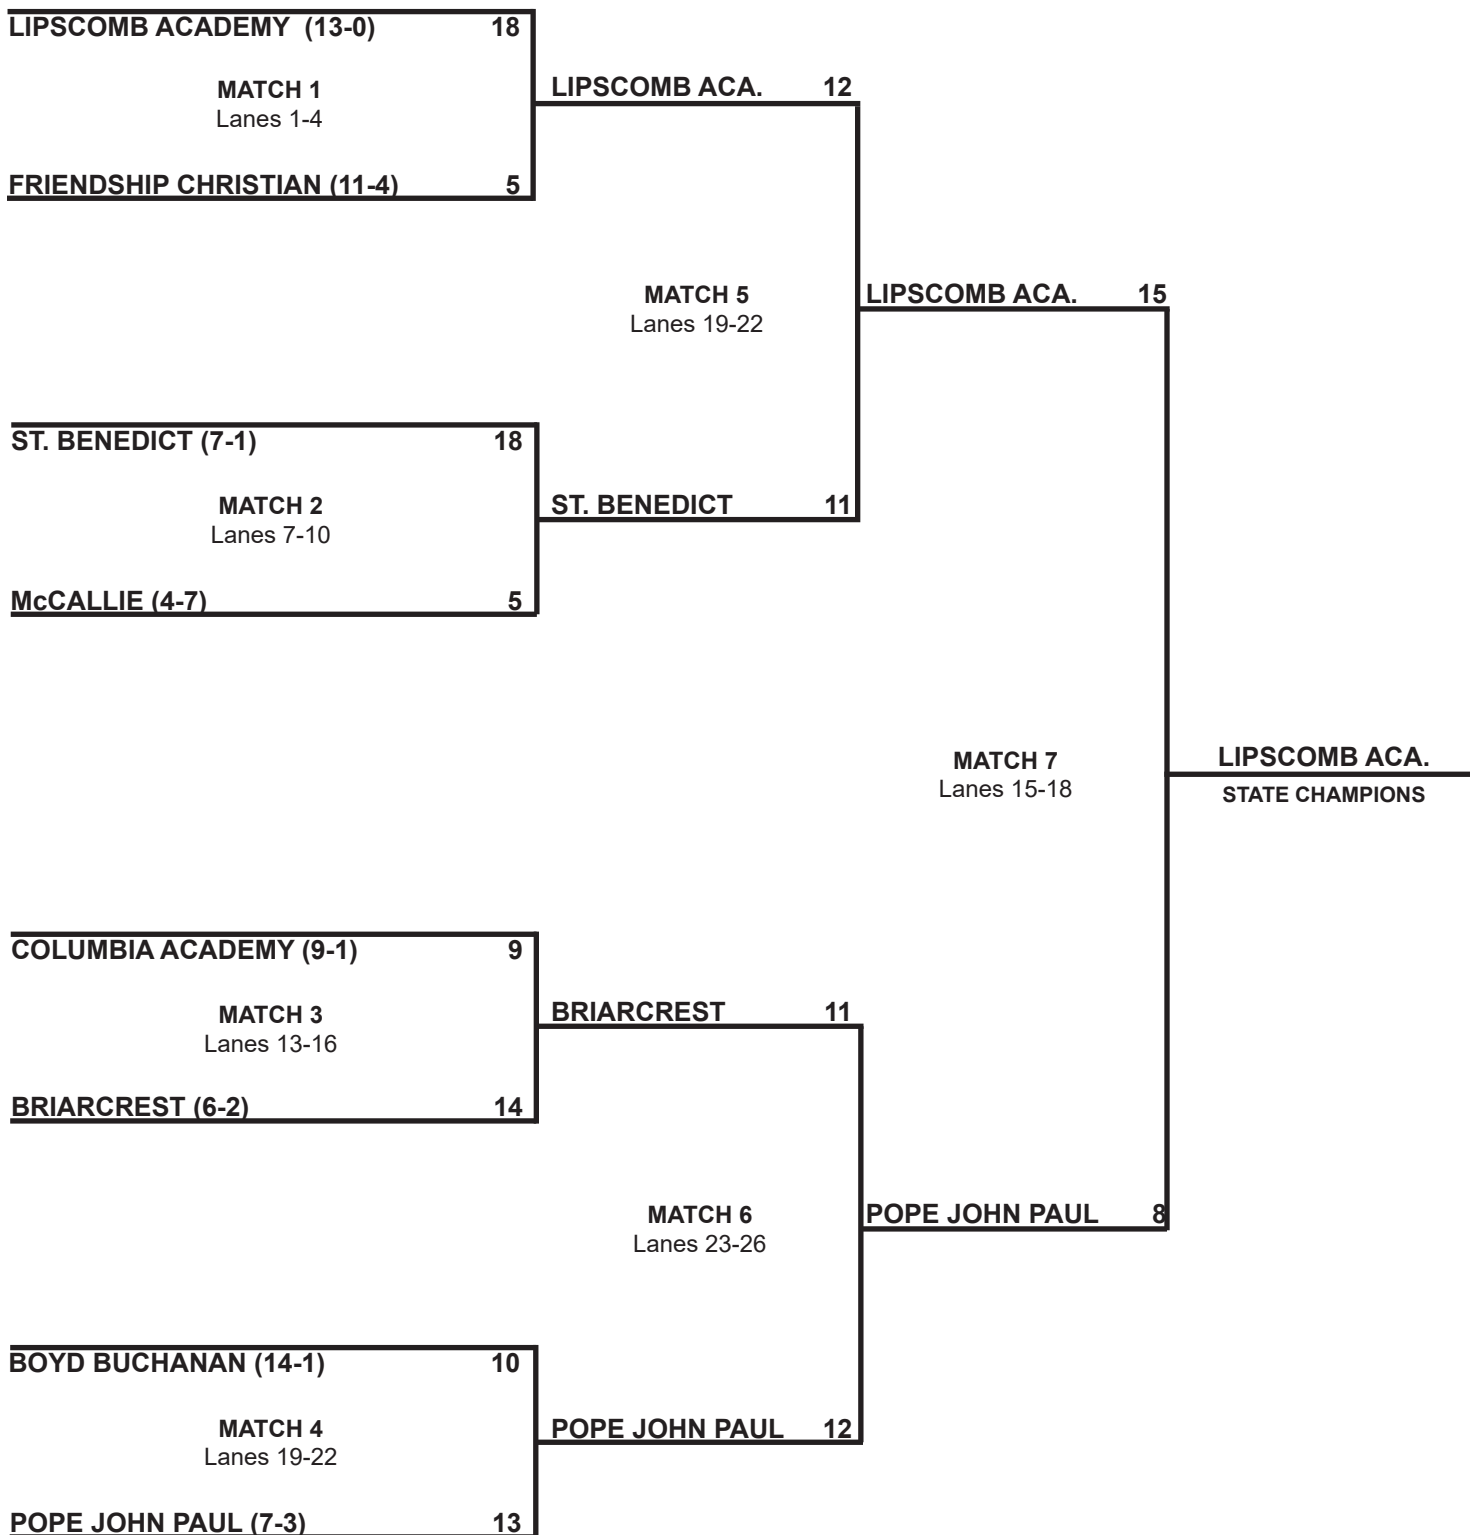 LIPSCOMB ACADEMY (13-0) 18
MATCH 1
Lanes 1-4
FRIENDSHIP CHRISTIAN (11-4) 5
LIPSCOMB ACA. 12
MATCH 5
Lanes 19-22
ST. BENEDICT (7-1) 18
MATCH 2
Lanes 7-10
McCALLIE (4-7) 5
ST. BENEDICT 11
LIPSCOMB ACA. 15
MATCH 7
Lanes 15-18
LIPSCOMB ACA.
STATE CHAMPIONS
COLUMBIA ACADEMY (9-1) 9
MATCH 3
Lanes 13-16
BRIARCREST (6-2) 14
BRIARCREST 11
MATCH 6
Lanes 23-26
POPE JOHN PAUL 8
BOYD BUCHANAN (14-1) 10
MATCH 4
Lanes 19-22
POPE JOHN PAUL (7-3) 13
POPE JOHN PAUL 12